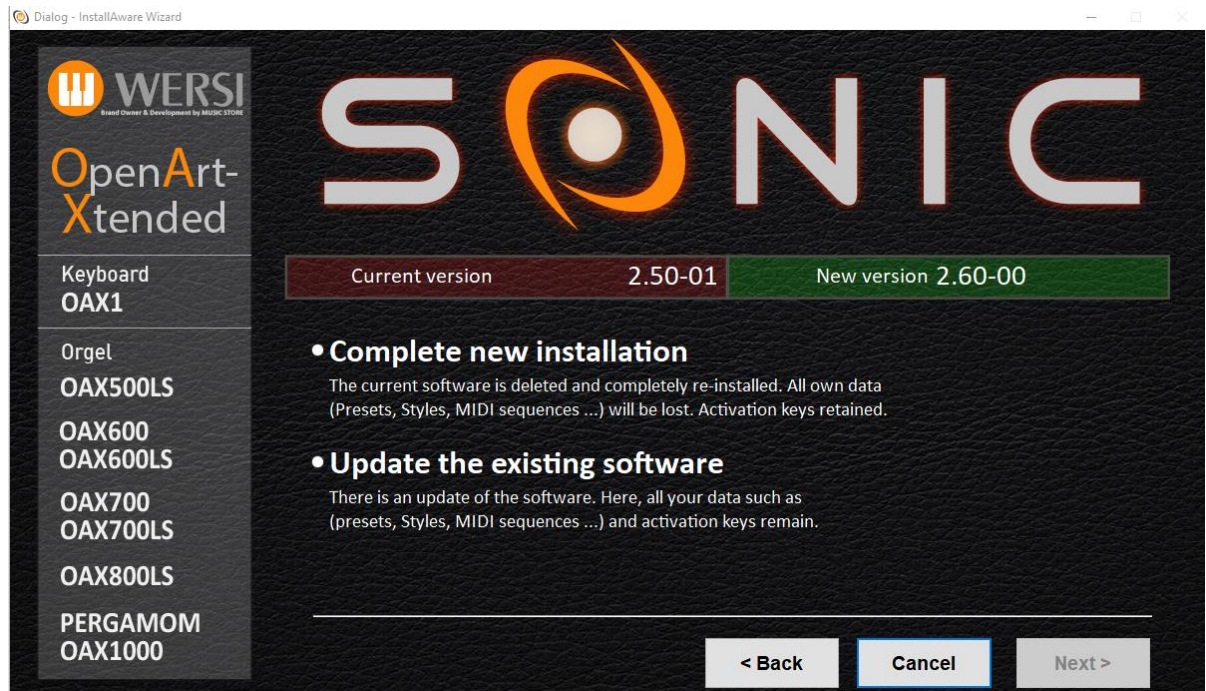 Dialog - InstallAware Wizard
WERSI
Brand Owner & Development by MUSIC STORE
OpenArt-
Xtended
Keyboard
OAX1
Orgel
OAX500LS
OAX600
OAX600LS
OAX700
OAX700LS
OAX800LS
PERGAMOM
OAX1000
SONIC
Current version 2.50-01 New version 2.60-00
• Complete new installation
The current software is deleted and completely re-installed. All own data
(Presets, Styles, MIDI sequences ...) will be lost. Activation keys retained.
• Update the existing software
There is an update of the software. Here, all your data such as
(presets, Styles, MIDI sequences ...) and activation keys remain.
< Back Cancel Next >